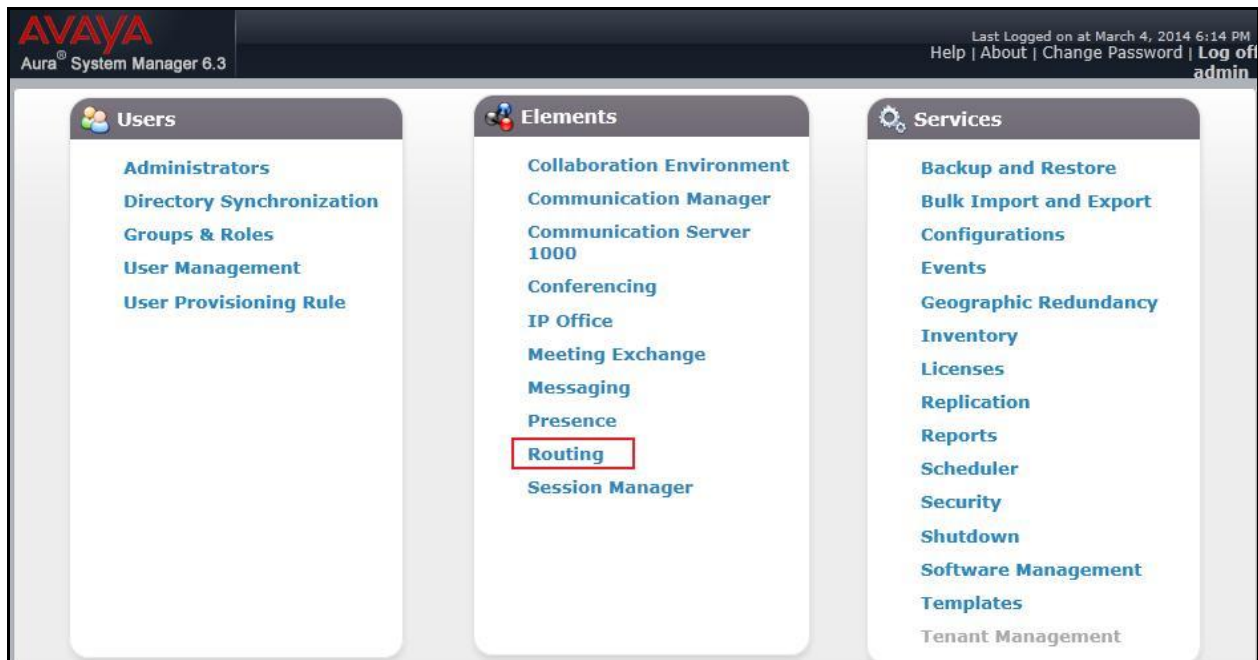 AVAYA
Aura® System Manager 6.3
Last Logged on at March 4, 2014 6:14 PM
Help | About | Change Password | Log off
admin
Users
Administrators
Directory Synchronization
Groups & Roles
User Management
User Provisioning Rule
Elements
Collaboration Environment
Communication Manager
Communication Server
1000
Conferencing
IP Office
Meeting Exchange
Messaging
Presence
Routing
Session Manager
Services
Backup and Restore
Bulk Import and Export
Configurations
Events
Geographic Redundancy
Inventory
Licenses
Replication
Reports
Scheduler
Security
Shutdown
Software Management
Templates
Tenant Management